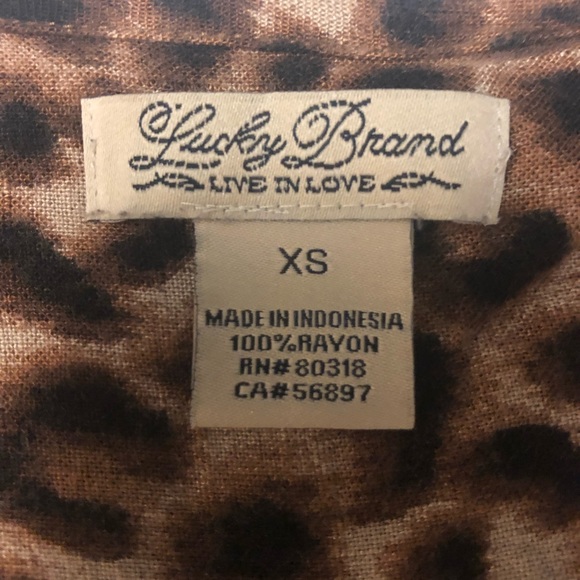 Lucky Brand
LIVE IN LOVE
XS
MADE IN INDONESIA
100% RAYON
RN# 80318
CA# 56897